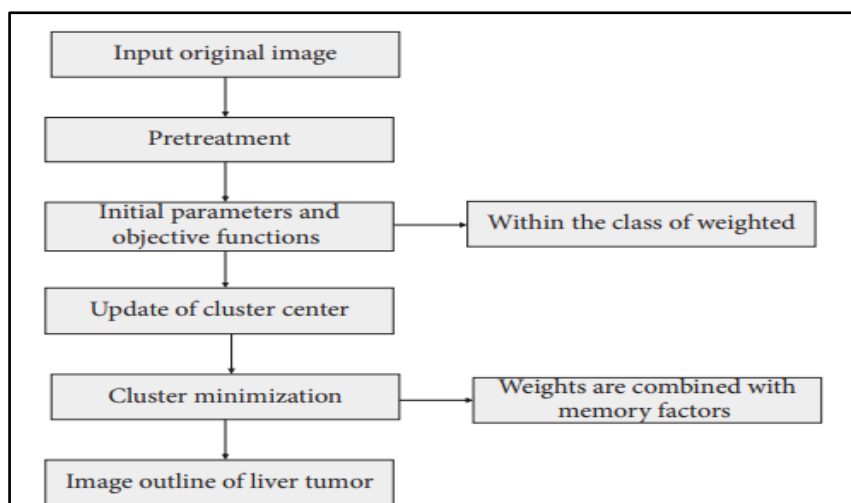 Input original image
Pretreatment
Initial parameters and
objective functions
Within the class of weighted
Update of cluster center
Cluster minimization
Weights are combined with
memory factors
Image outline of liver tumor